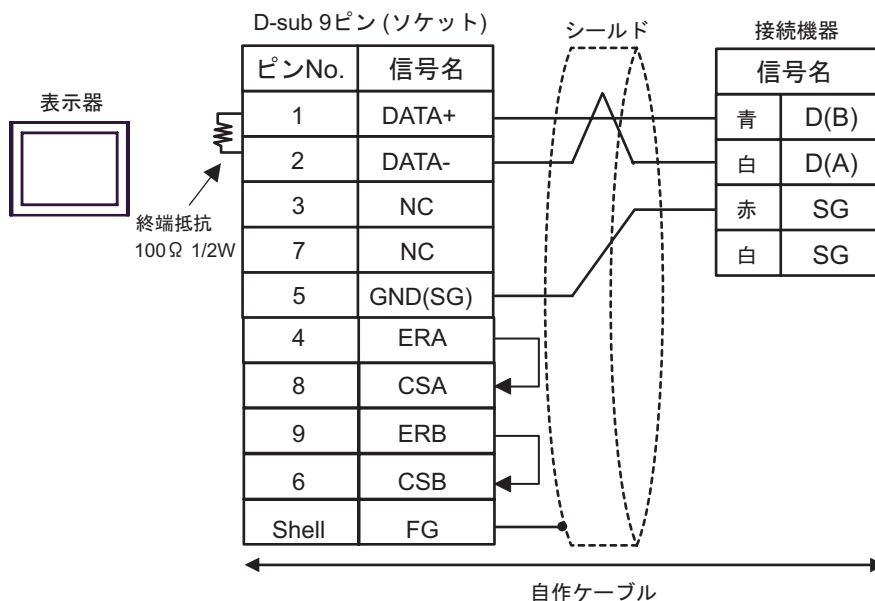 D-sub 9ピン (ソケット)
シールド
接続機器
表示器
ピンNo. 信号名
1 DATA+
2 DATA-
3 NC
7 NC
5 GND(SG)
4 ERA
8 CSA
9 ERB
6 CSB
Shell FG
終端抵抗
100Ω 1/2W
信号名
青 D(B)
白 D(A)
赤 SG
白 SG
自作ケーブル